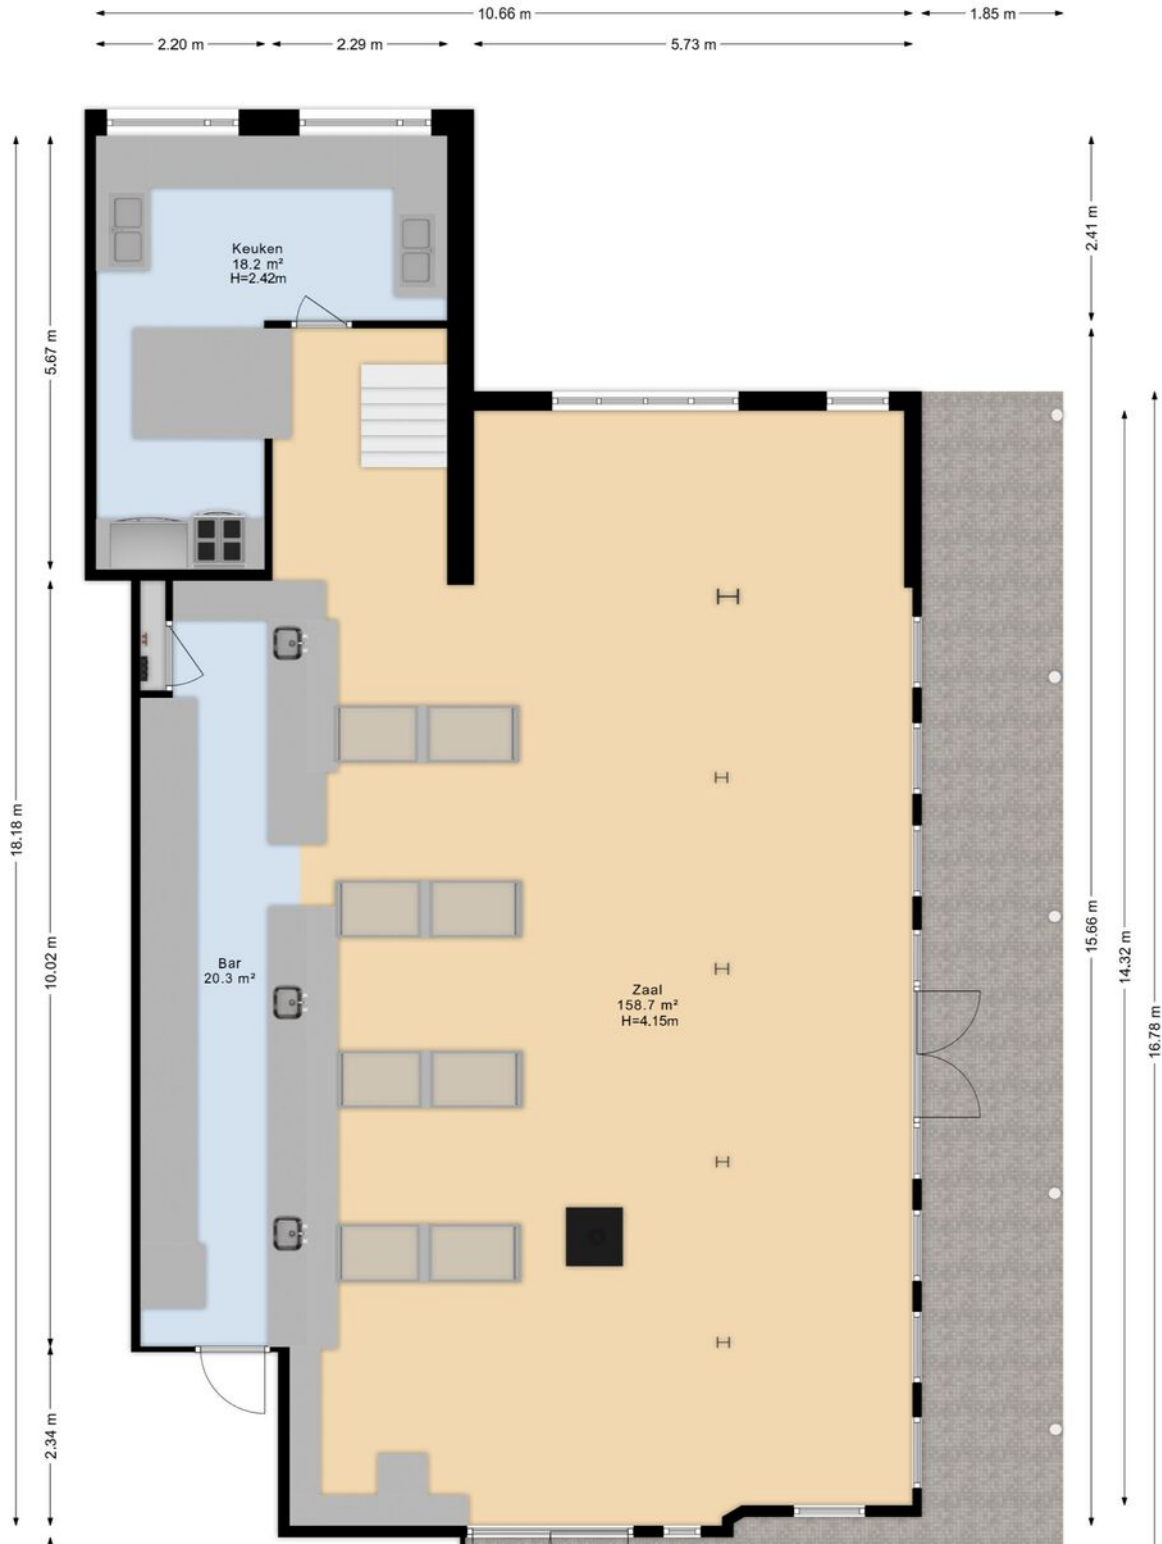 10.66 m
1.85 m
2.20 m
2.29 m
5.73 m
2.41 m
Keuken
18.2 m²
H=2.42m
5.67 m
18.18 m
10.02 m
15.66 m
14.32 m
16.78 m
Bar
20.3 m²
Zaal
158.7 m²
H=4.15m
2.34 m